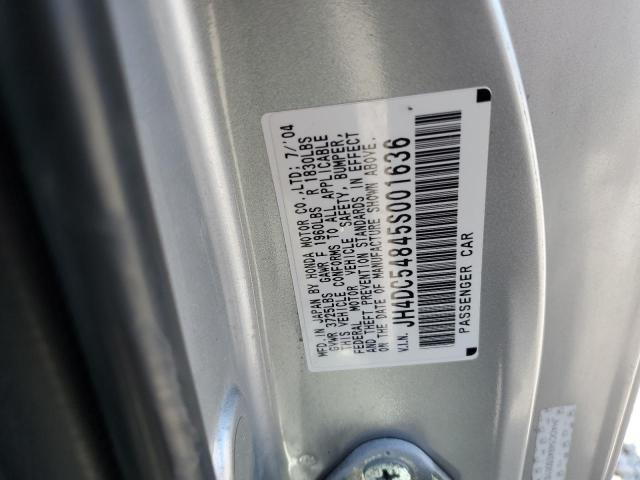 MFD.IN JAPAN BY HONDA MOTOR CO.,LTD; 7/'04
GVWR 3725LBS GAWR F 1960LBS R 1830LBS
THIS VEHICLE CONFORMS TO ALL APPLICABLE
FEDERAL MOTOR VEHICLE SAFETY, BUMPER,
AND THEFT PREVENTION STANDARDS IN EFFECT
ON THE DATE OF MANUFACTURE SHOWN ABOVE.
V.I.N. JH4DC54845S001636
PASSENGER CAR